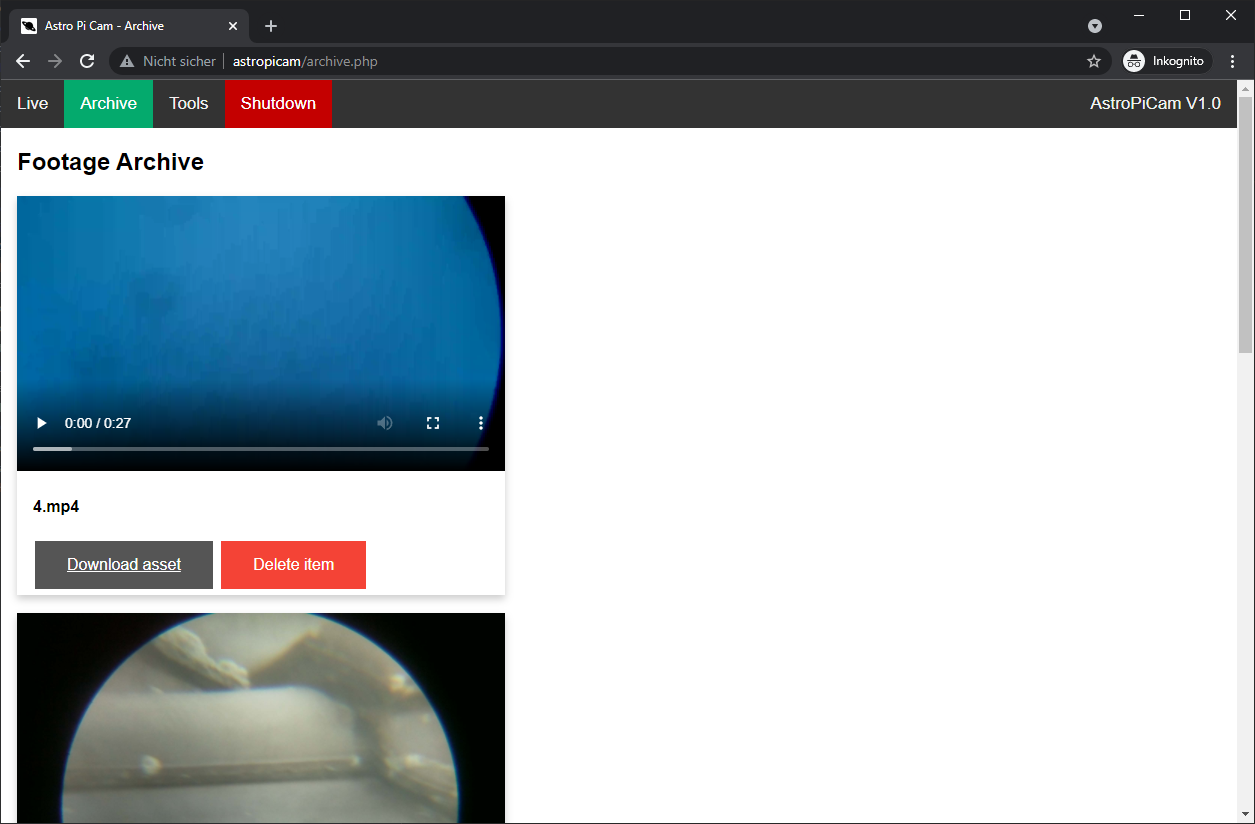 Astro Pi Cam - Archive
Nicht sicher astropicam/archive.php Inkognito
Live Archive Tools Shutdown AstroPiCam V1.0
Footage Archive
0:00 / 0:27
4.mp4
Download asset Delete item